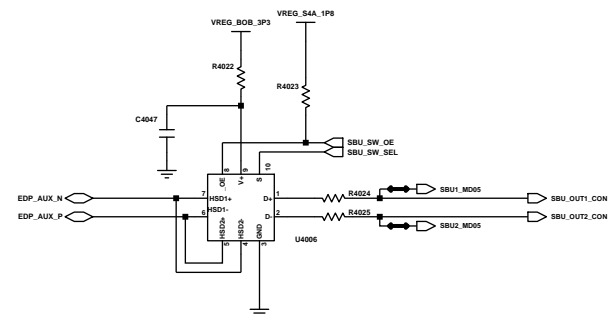 VREG_S4A_1P8
VREG_BOB_3P3
R4022
R4023
C4047
SBU_SW_OE
SBU_SW_SEL
8 9 10
_OE V+ S
EDP_AUX_N 7 HSD1+ D+ 1 R4024 SBU1_MD05 SBU_OUT1_CON
EDP_AUX_P 6 HSD1- D- 2 R4025 SBU_OUT2_CON
SBU2_MD05
HSD2+ HSD2- GND
5 4 3
U4006